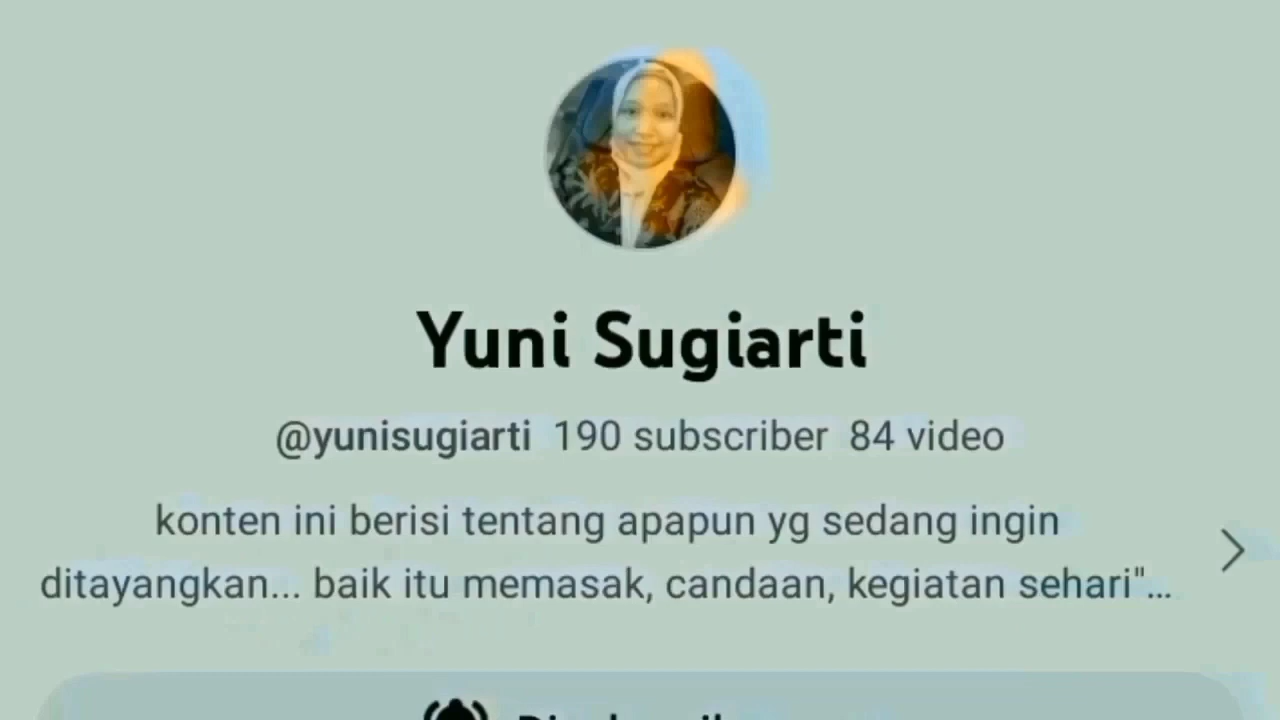 Yuni Sugiarti
@yunisugiarti 190 subscriber 84 video
konten ini berisi tentang apapun yg sedang ingin
ditayangkan... baik itu memasak, candaan, kegiatan sehari"...